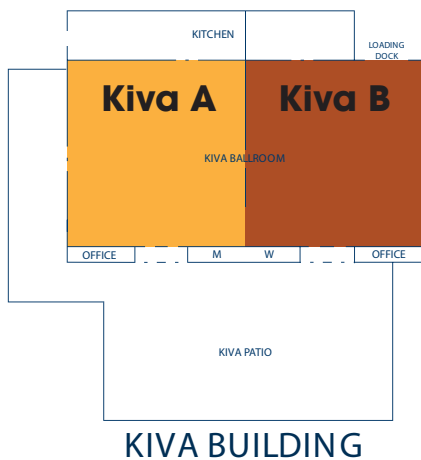 KITCHEN
LOADING
DOCK
Kiva A
Kiva B
KIVA BALLROOM
OFFICE
M
W
OFFICE
KIVA PATIO
KIVA BUILDING